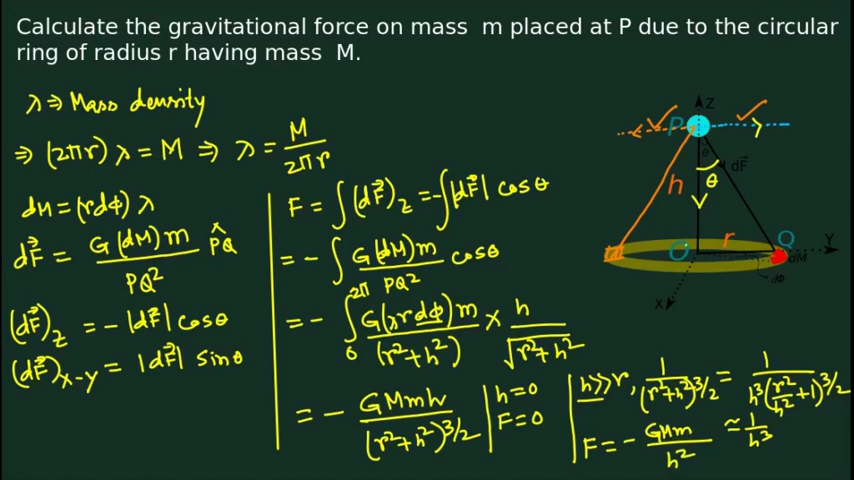 Calculate the gravitational force on mass m placed at P due to the circular
ring of radius r having mass M.
λ ⇒ Mass density
⇒ (2πr) λ = M ⇒ λ = M/2πr
dM = (rdϕ) λ
dF⃗ = G(dM)m/PQ² P̂Q
(dF⃗)z = - |dF⃗| cosθ
(dF⃗)x-y = |dF⃗| sinθ
F = ∫(dF⃗)z = -∫|dF⃗| cosθ
= - ∫ G(dM)m/PQ² cosθ
= - ∫₀^2π G(λrdϕ)m/(r²+h²) × h/√(r²+h²)
= - GMmh/(r²+h²)^3/2
h=0
F=0
h>>r, 1/(r²+h²)^3/2 = 1/h³(r²/h²+1)^3/2
≈ 1/h³
F = - GMm/h²
Z
P
θ
dF
θ
h
O
r
Q
Y
dM
dΦ
X